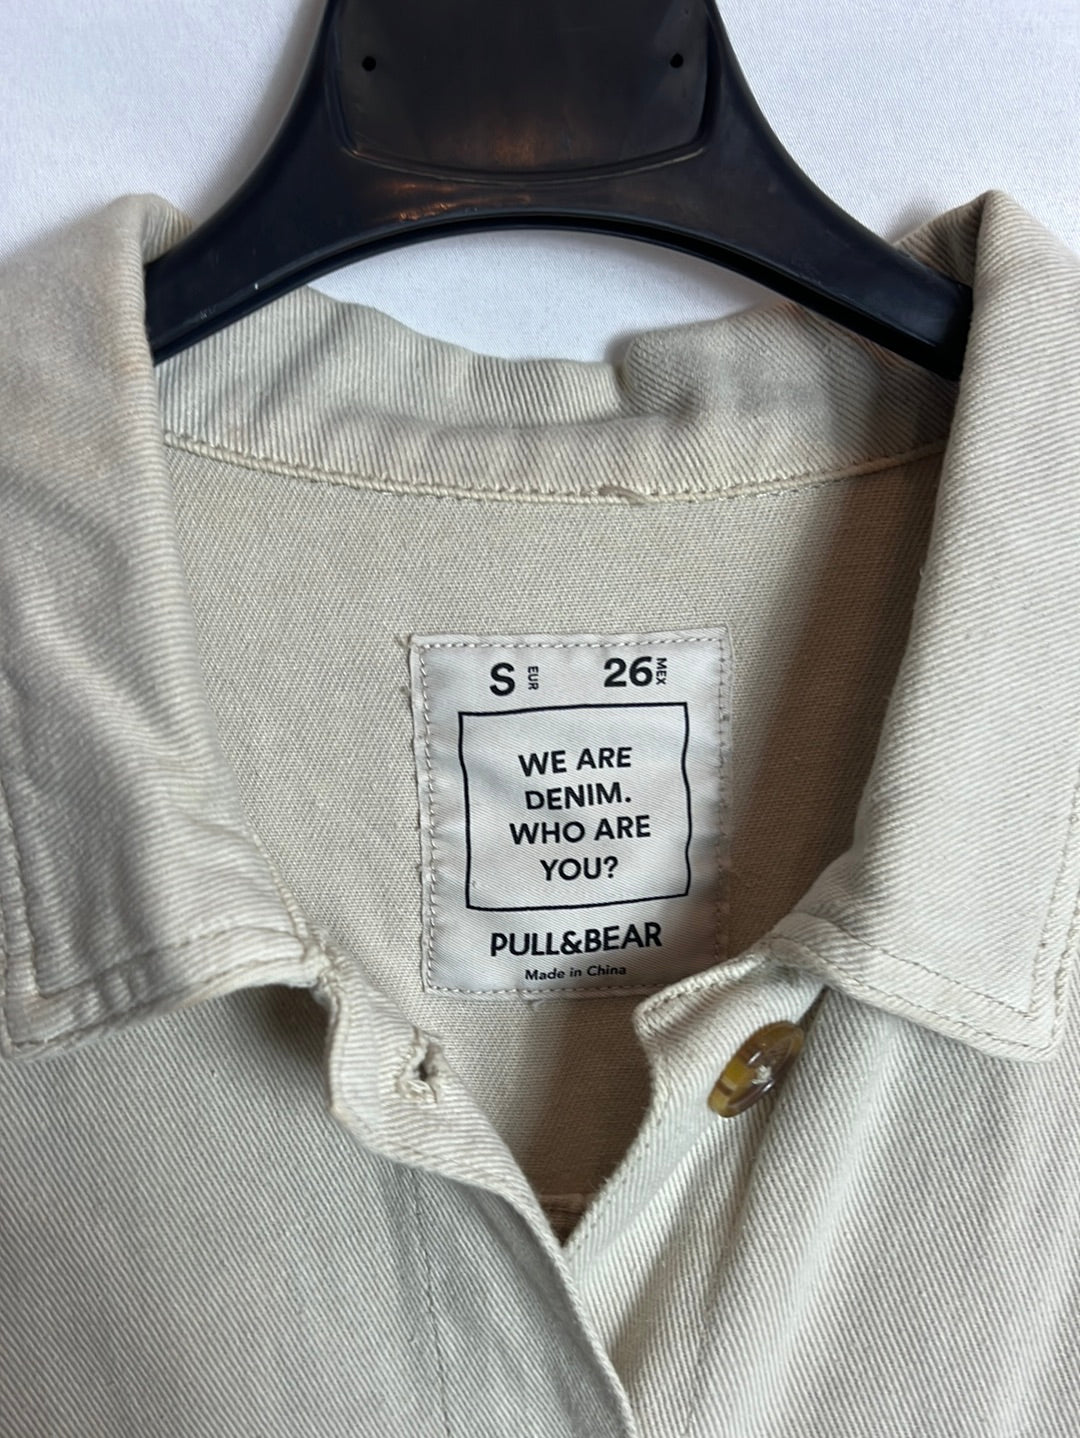 S EUR 26 MEX
WE ARE
DENIM.
WHO ARE
YOU?
PULL&BEAR
Made in China